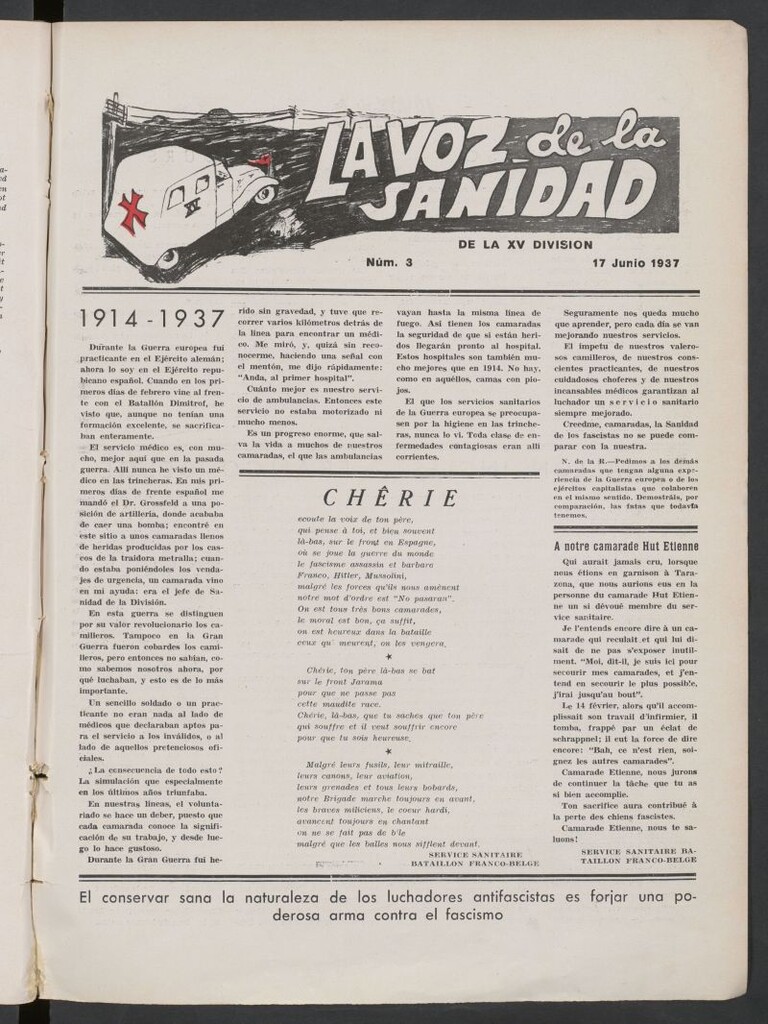 LA VOZ de la
SANIDAD
XV
DE LA XV DIVISION
Núm. 3
17 Junio 1937
1914-1937
Durante la Guerra europea fui
practicante en el Ejército alemán;
ahora lo soy en el Ejército repu-
blicano español. Cuando en los pri-
meros días de febrero vine al fren-
te con el Batallón Dimitrof, he
visto que, aunque no tenían una
formación excelente, se sacrifica-
ban enteramente.
El servicio médico es, con mu-
cho, mejor aquí que en la pasada
guerra. Allí nunca he visto un mé-
dico en las trincheras. En mis pri-
meros días de frente español me
mandó el Dr. Grossfeld a una po-
sición de artillería, donde acababa
de caer una bomba; encontré en
este sitio a unos camaradas llenos
de heridas producidas por los cas-
cos de la traidora metralla; cuan-
do estaba poniéndoles los venda-
jes de urgencia, un camarada vino
en mi ayuda: era el jefe de Sa-
nidad de la División.
En esta guerra se distinguen
por su valor revolucionario los ca-
milleros. Tampoco en la Gran
Guerra fueron cobardes los cami-
lleros, pero entonces no sabían, co-
mo sabemos nosotros ahora, por
qué luchaban, y esto es de lo más
importante.
Un sencillo soldado o un prac-
ticante no eran nada al lado de
médicos que declaraban aptos pa-
ra el servicio a los inválidos, o al
lado de aquellos pretenciosos ofi-
ciales.
¿La consecuencia de todo esto?
La simulación que especialmente
en los últimos años triunfaba.
En nuestras líneas, el volunta-
riado se hace un deber, puesto que
cada camarada conoce la signifi-
cación de su trabajo, y desde lue-
go lo hace gustoso.
Durante la Gran Guerra fui he-
rido sin gravedad, y tuve que re-
correr varios kilómetros detrás de
la línea para encontrar un médi-
co. Me miró, y, quizá sin reco-
nocerme, haciendo una señal con
el mentón, me dijo rápidamente:
"Anda, al primer hospital".
Cuánto mejor es nuestro servi-
cio de ambulancias. Entonces este
servicio no estaba motorizado ni
mucho menos.
Es un progreso enorme, que sal-
va la vida a muchos de nuestros
camaradas, el que las ambulancias
vayan hasta la misma línea de
fuego. Así tienen los camaradas
la seguridad de que si están heri-
dos llegarán pronto al hospital.
Estos hospitales son también mu-
cho mejores que en 1914. No hay,
como en aquéllos, camas con pio-
jos.
El que los servicios sanitarios
de la Guerra europea se preocupa-
sen por la higiene en las trinche-
ras, nunca lo vi. Toda clase de en-
fermedades contagiosas eran allí
corrientes.
Seguramente nos queda mucho
que aprender, pero cada día se van
mejorando nuestros servicios.
El ímpetu de nuestros valero-
sos camilleros, de nuestros cons-
cientes practicantes, de nuestros
cuidadosos choferes y de nuestros
incansables médicos garantizan al
luchador un servicio sanitario
siempre mejorado.
Creedme, camaradas, la Sanidad
de los fascistas no se puede com-
parar con la nuestra.
N. de la R.—Pedimos a los demás
camaradas que tengan alguna expe-
riencia de la Guerra europea o de los
ejércitos capitalistas que colaboren
en el mismo sentido. Demostráis, por
comparación, las faltas que todavía
tenemos.
CHÊRIE
ecoute la voix de ton père,
qui pense à toi, et bien souvent
là-bas, sur le front en Espagne,
où se joue la guerre du monde
le fascisme assassin et barbare
Franco, Hitler, Mussolini,
malgré les forces qu'ils nous amènent
notre mot d'ordre est "No pasaran".
On est tous très bons camarades,
le moral est bon, ça suffit,
on est heureux dans la bataille
ceux qu' meurent, on les vengera.
★
Chérie, ton père là-bas se bat
sur le front Jarama
pour que ne passe pas
cette maudite race.
Chérie, là-bas, que tu saches que ton père
qui souffre et il veut souffrir encore
pour que tu sois heureuse.
★
Malgré leurs fusils, leur mitraille,
leurs canons, leur aviation,
leurs grenades et tous leurs bobards,
notre Brigade marche toujours en avant,
les braves miliciens, le coeur hardi,
avancent toujours en chantant
on ne se fait pas de b'le
malgré que les balles nous sifflent devant.
SERVICE SANITAIRE
BATAILLON FRANCO-BELGE
A notre camarade Hut Etienne
Qui aurait jamais cru, lorsque
nous étions en garnison à Tara-
zona, que nous aurions eus en la
personne du camarade Hut Etien-
ne un si dévoué membre du ser-
vice sanitaire.
Je l'entends encore dire à un ca-
marade qui reculait et qui lui di-
sait de ne pas s'exposer inutil-
ment. "Moi, dit-il, je suis ici pour
secourir mes camarades, et j'en-
tend en secourir le plus possible,
j'irai jusqu'au bout".
Le 14 février, alors qu'il accom-
plissait son travail d'infirmier, il
tomba, frappé par un éclat de
schrappnel; il eut la force de dire
encore: "Bah, ce n'est rien, soi-
gnez les autres camarades".
Camarade Etienne, nous jurons
de continuer la tâche que tu as
si bien accomplie.
Ton sacrifice aura contribué à
la perte des chiens fascistes.
Camarade Etienne, nous te sa-
luons!
SERVICE SANITAIRE BA-
TAILLON FRANCO-BELGE
El conservar sana la naturaleza de los luchadores antifascistas es forjar una po-
derosa arma contra el fascismo